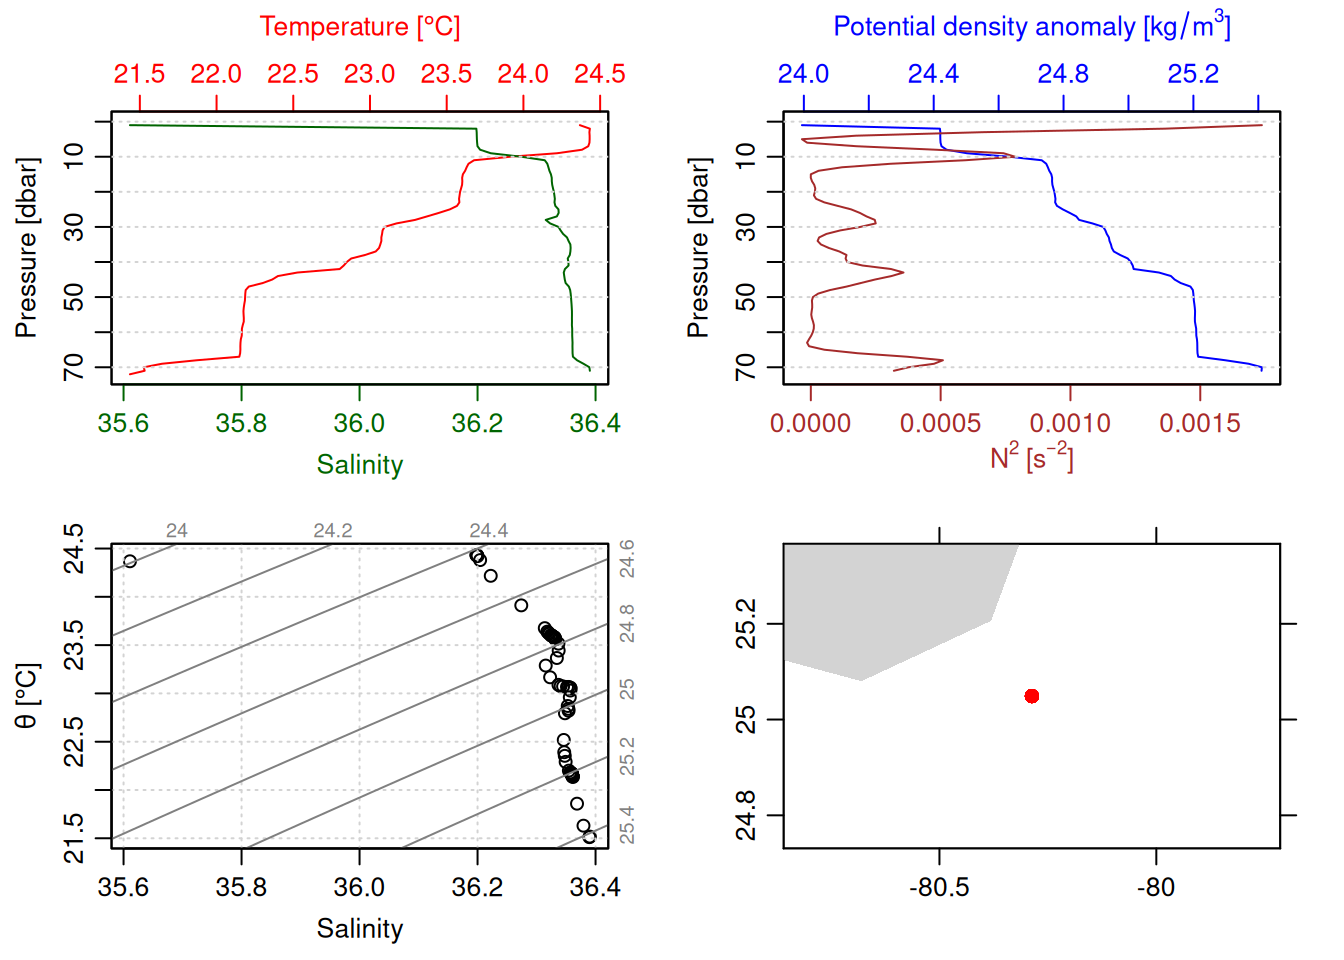 Temperature [°C]
21.5 22.0 22.5 23.0 23.5 24.0 24.5
Pressure [dbar]
10
30
50
70
35.6 35.8 36.0 36.2 36.4
Salinity
Potential density anomaly [kg/m³]
24.0 24.4 24.8 25.2
Pressure [dbar]
10
30
50
70
0.0000 0.0005 0.0010 0.0015
N² [s⁻²]
24 24.2 24.4
24.6
24.8
25
25.2
25.4
θ [°C]
24.5
23.5
22.5
21.5
35.6 35.8 36.0 36.2 36.4
Salinity
25.2
25
24.8
-80.5 -80